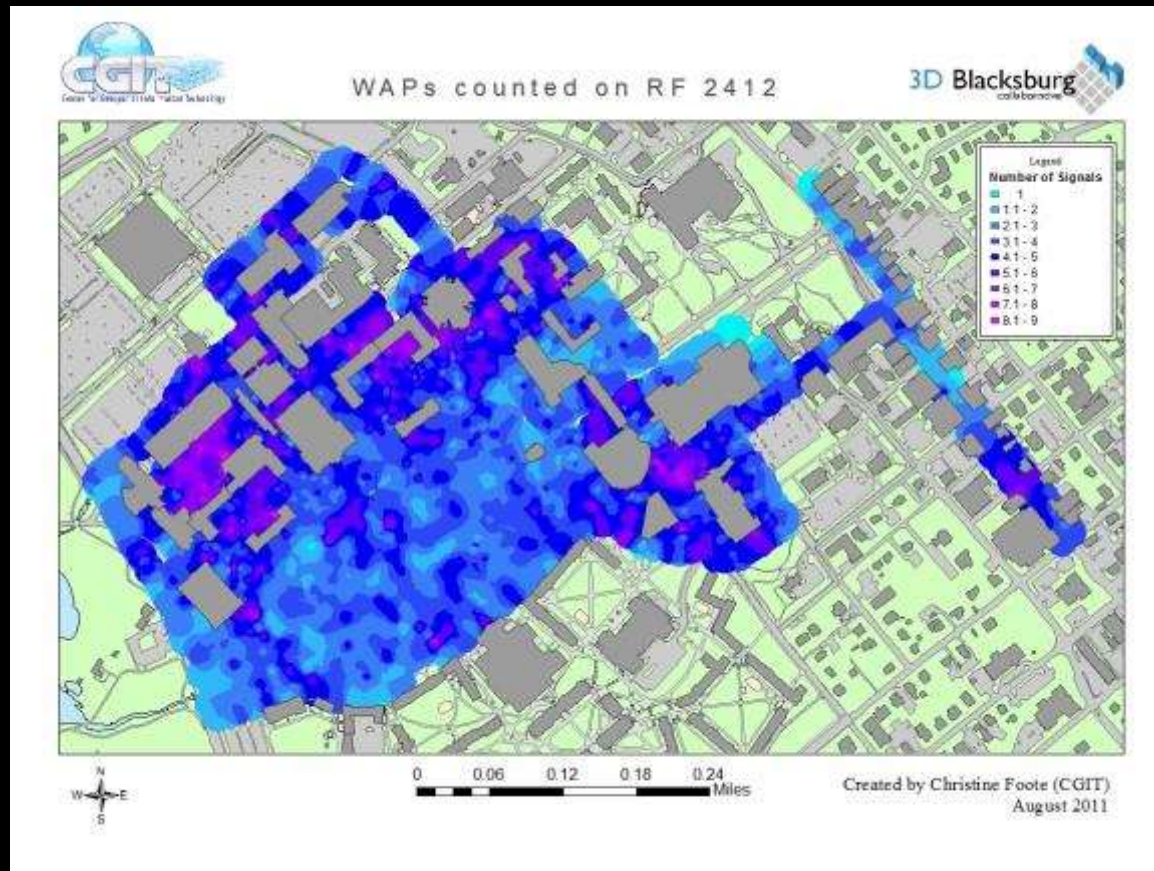 CGIT
WAPs counted on RF 2412
3D Blacksburg
collaborative
Legend
Number of Signals
1
1.1 - 2
2.1 - 3
3.1 - 4
4.1 - 5
5.1 - 6
6.1 - 7
7.1 - 8
8.1 - 9
N
W E
S
0 0.06 0.12 0.18 0.24
Miles
Created by Christine Foote (CGIT)
August 2011